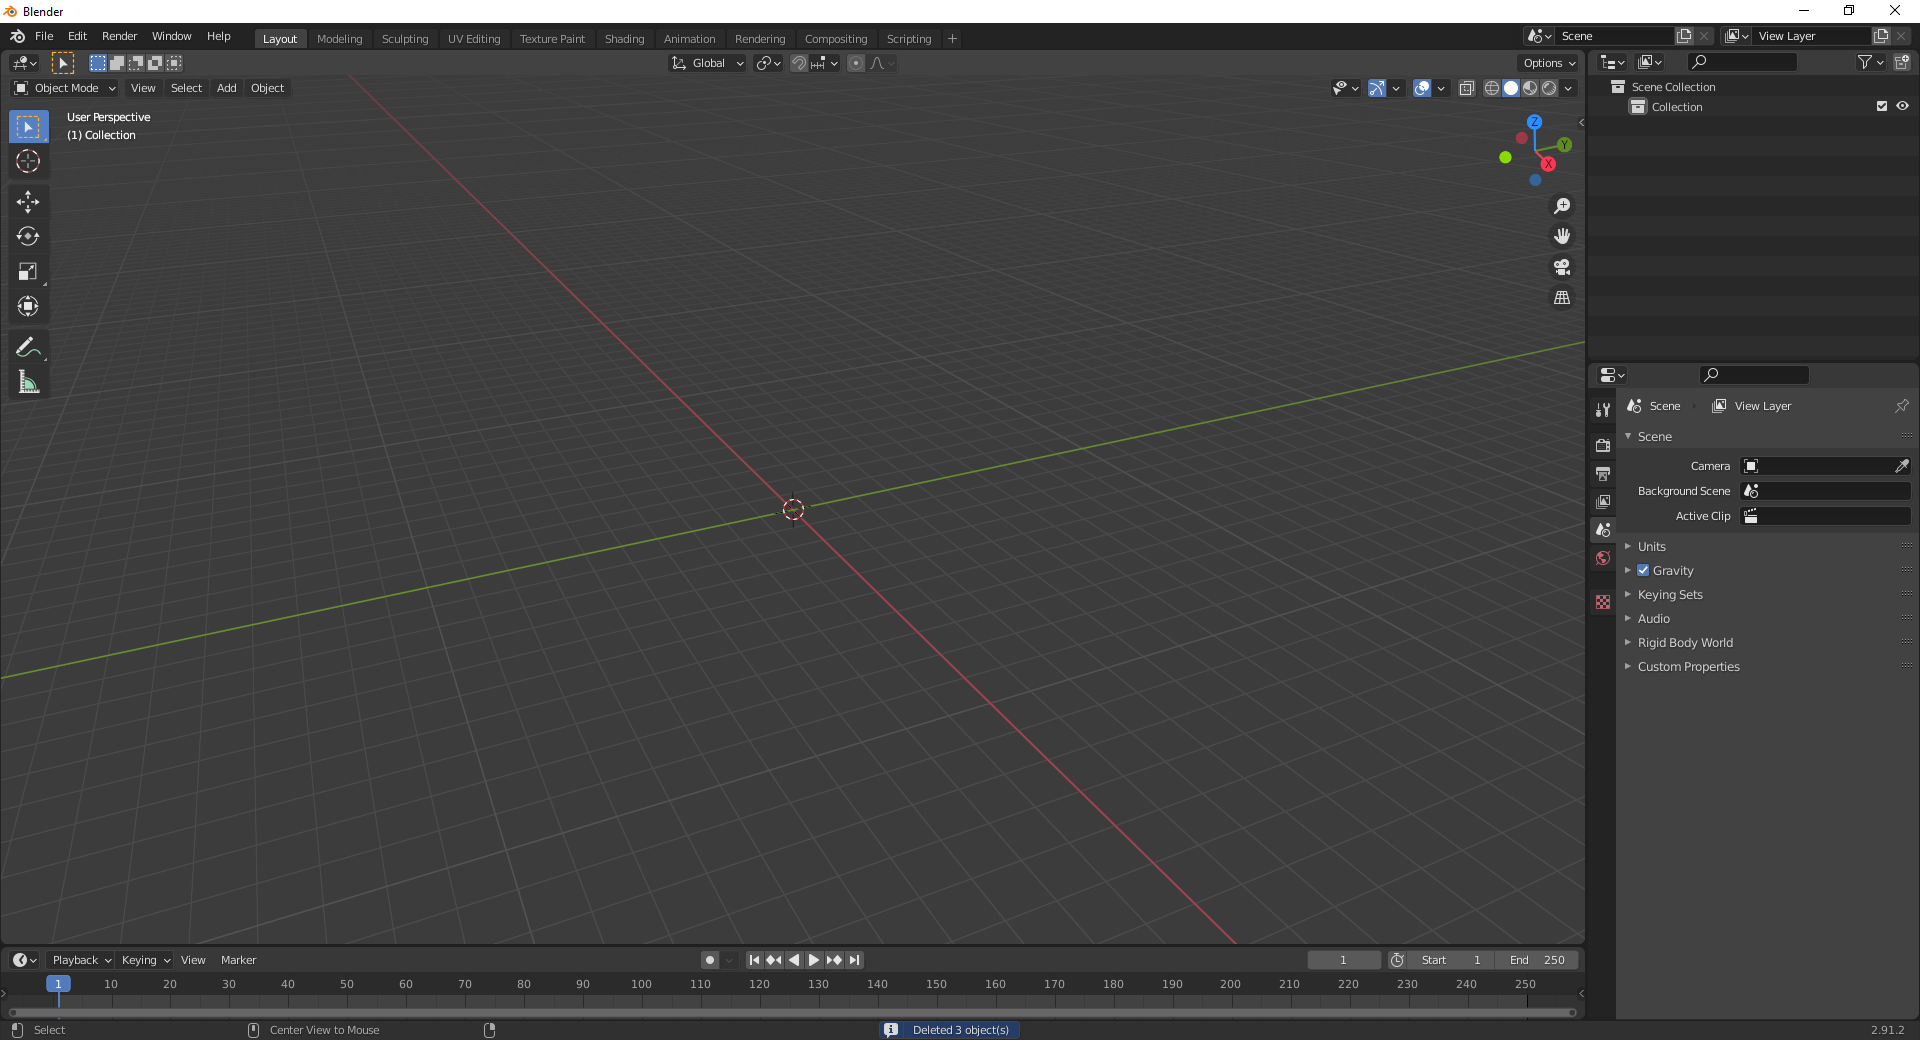 Blender
File Edit Render Window Help Layout Modeling Sculpting UV Editing Texture Paint Shading Animation Rendering Compositing Scripting + Scene View Layer
Global Options
Object Mode View Select Add Object
User Perspective
(1) Collection
Z
Y
X
Scene Collection
Collection
Scene View Layer
Scene
Camera
Background Scene
Active Clip
Units
Gravity
Keying Sets
Audio
Rigid Body World
Custom Properties
Playback Keying View Marker 1 Start 1 End 250
1 10 20 30 40 50 60 70 80 90 100 110 120 130 140 150 160 170 180 190 200 210 220 230 240 250
Select Center View to Mouse Deleted 3 object(s) 2.91.2